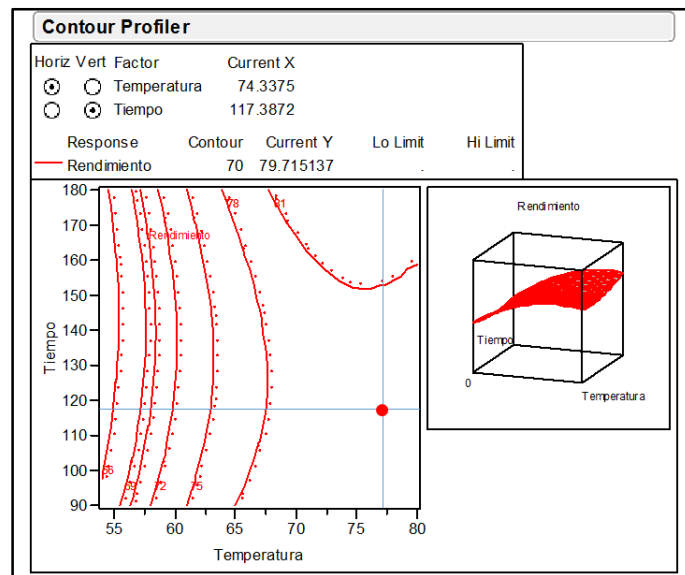 Contour Profiler
Horiz Vert Factor Current X
Temperatura 74.3375
Tiempo 117.3872
Response Contour Current Y Lo Limit Hi Limit
Rendimiento 70 79.715137 . .
180
170
160
150
140
130
120
110
100
90
Tiempo
78
81
Rendimiento
66
69
72
75
55 60 65 70 75 80
Temperatura
Rendimiento
Tiempo
0
Temperatura